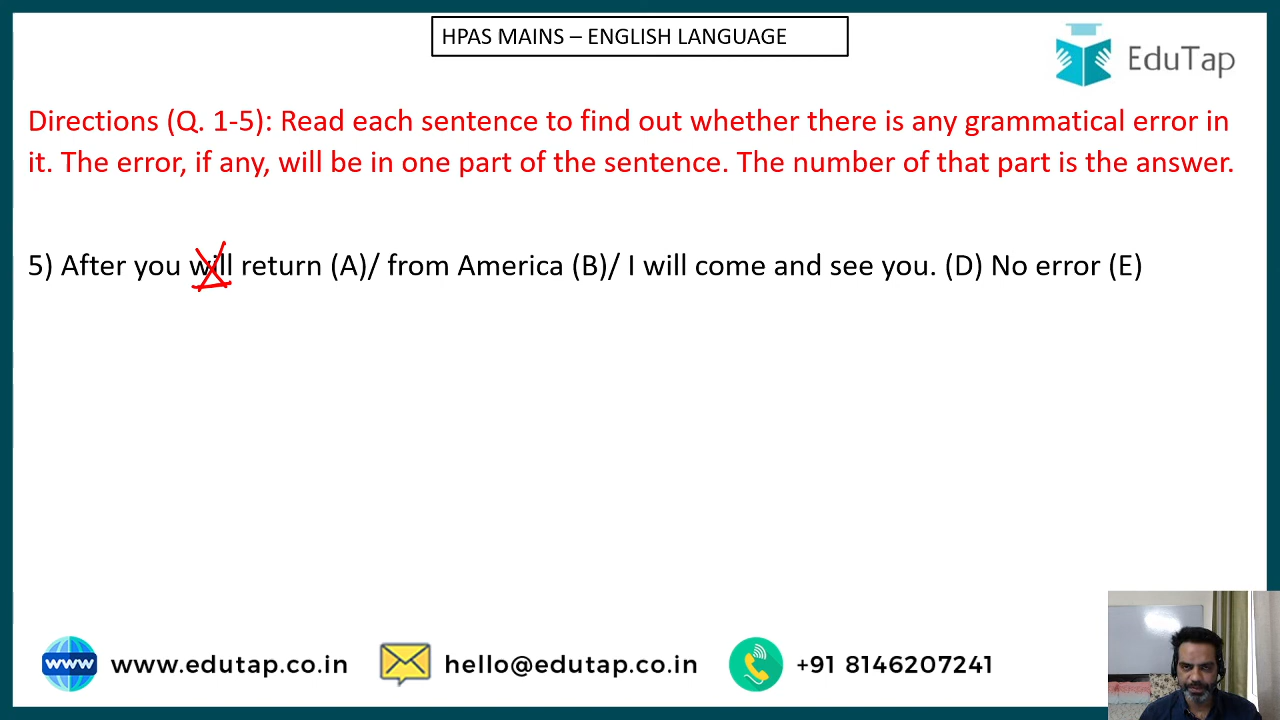 HPAS MAINS – ENGLISH LANGUAGE
EduTap
Directions (Q. 1-5): Read each sentence to find out whether there is any grammatical error in
it. The error, if any, will be in one part of the sentence. The number of that part is the answer.
5) After you will return (A)/ from America (B)/ I will come and see you. (D) No error (E)
www www.edutap.co.in hello@edutap.co.in +91 8146207241